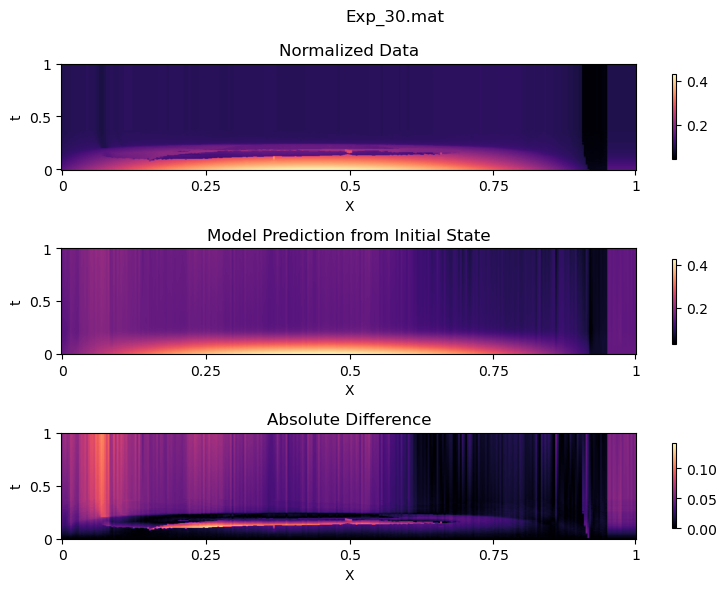 Exp_30.mat
Normalized Data
1
0.5
0
t
0 0.25 0.5 0.75 1
X
0.4
0.2
Model Prediction from Initial State
1
0.5
0
t
0 0.25 0.5 0.75 1
X
0.4
0.2
Absolute Difference
1
0.5
0
t
0 0.25 0.5 0.75 1
X
0.10
0.05
0.00